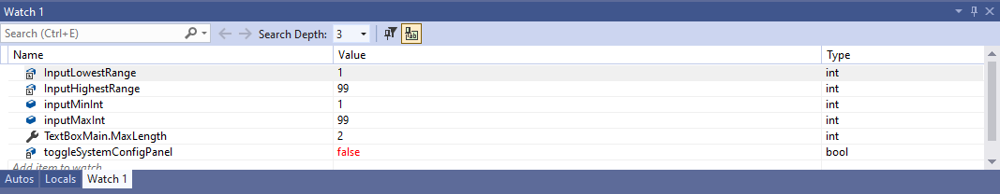 Watch 1
Search (Ctrl+E) Search Depth: 3
Name Value Type
InputLowestRange 1 int
InputHighestRange 99 int
inputMinInt 1 int
inputMaxInt 99 int
TextBoxMain.MaxLength 2 int
toggleSystemConfigPanel false bool
Add item to watch
Autos Locals Watch 1